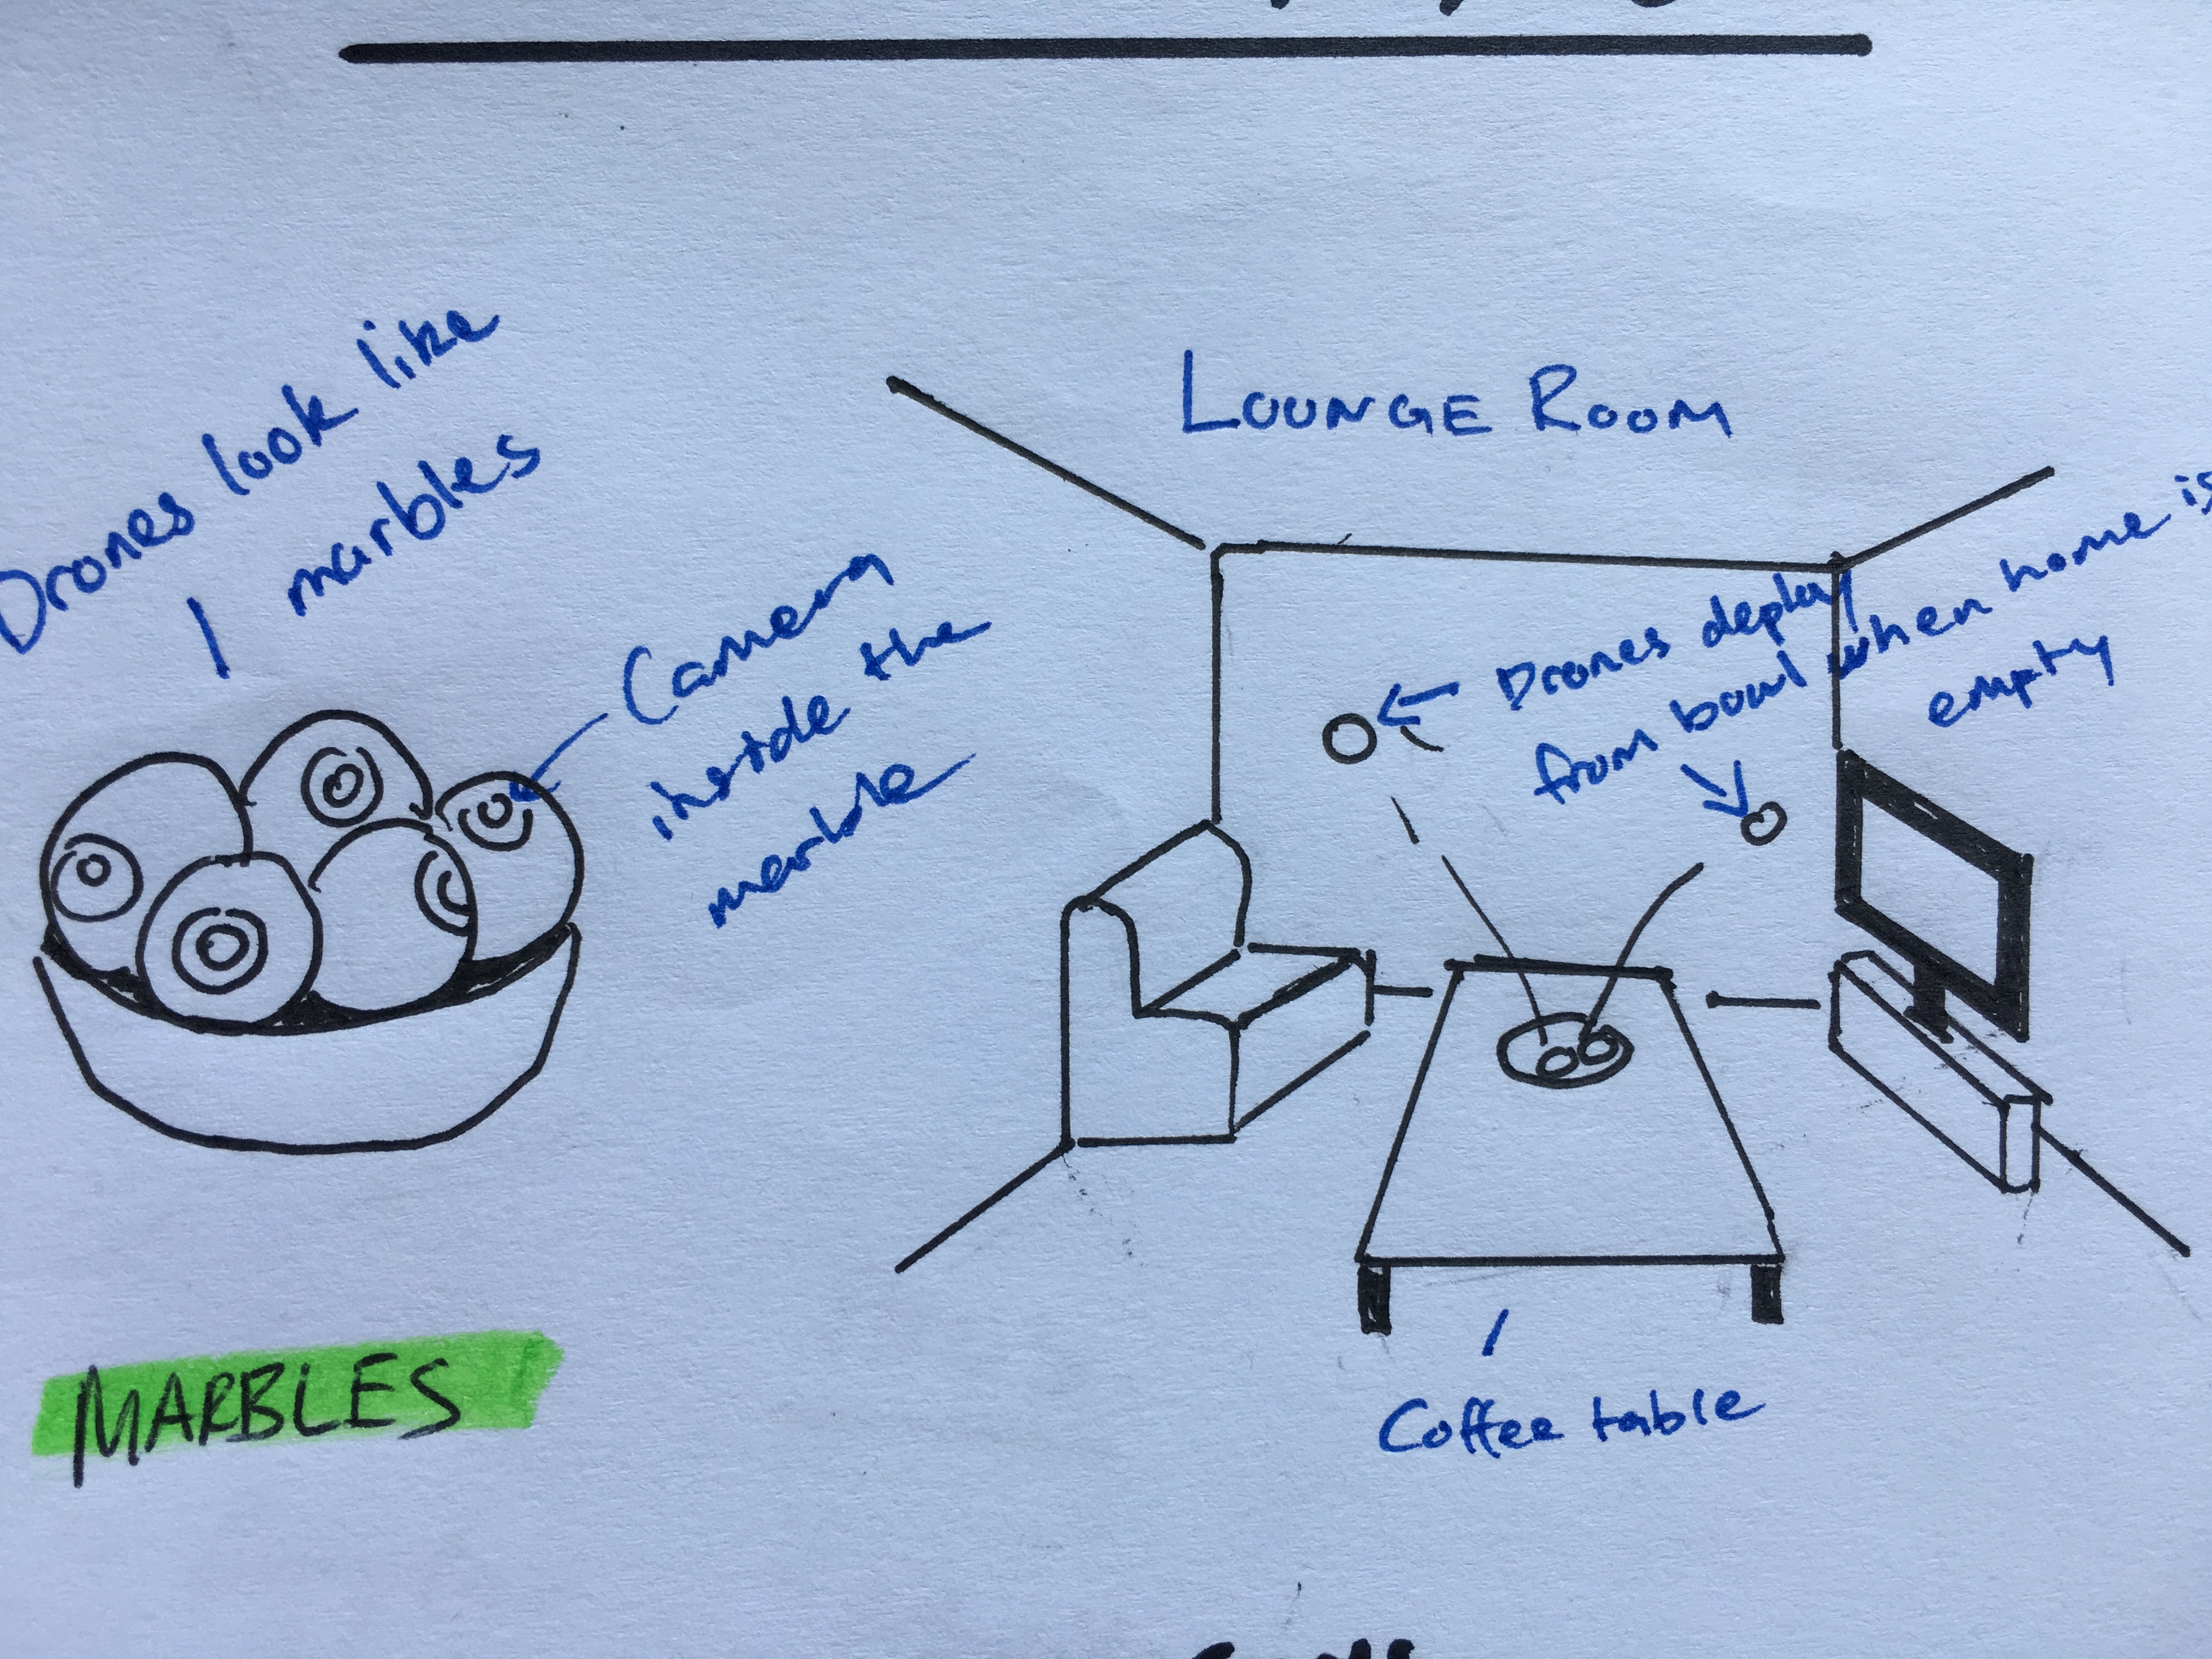 Drones look like
marbles
Camera
inside the
marble
MARBLES
LOUNGE ROOM
Drones deploy
from bowl when home is
empty
Coffee table